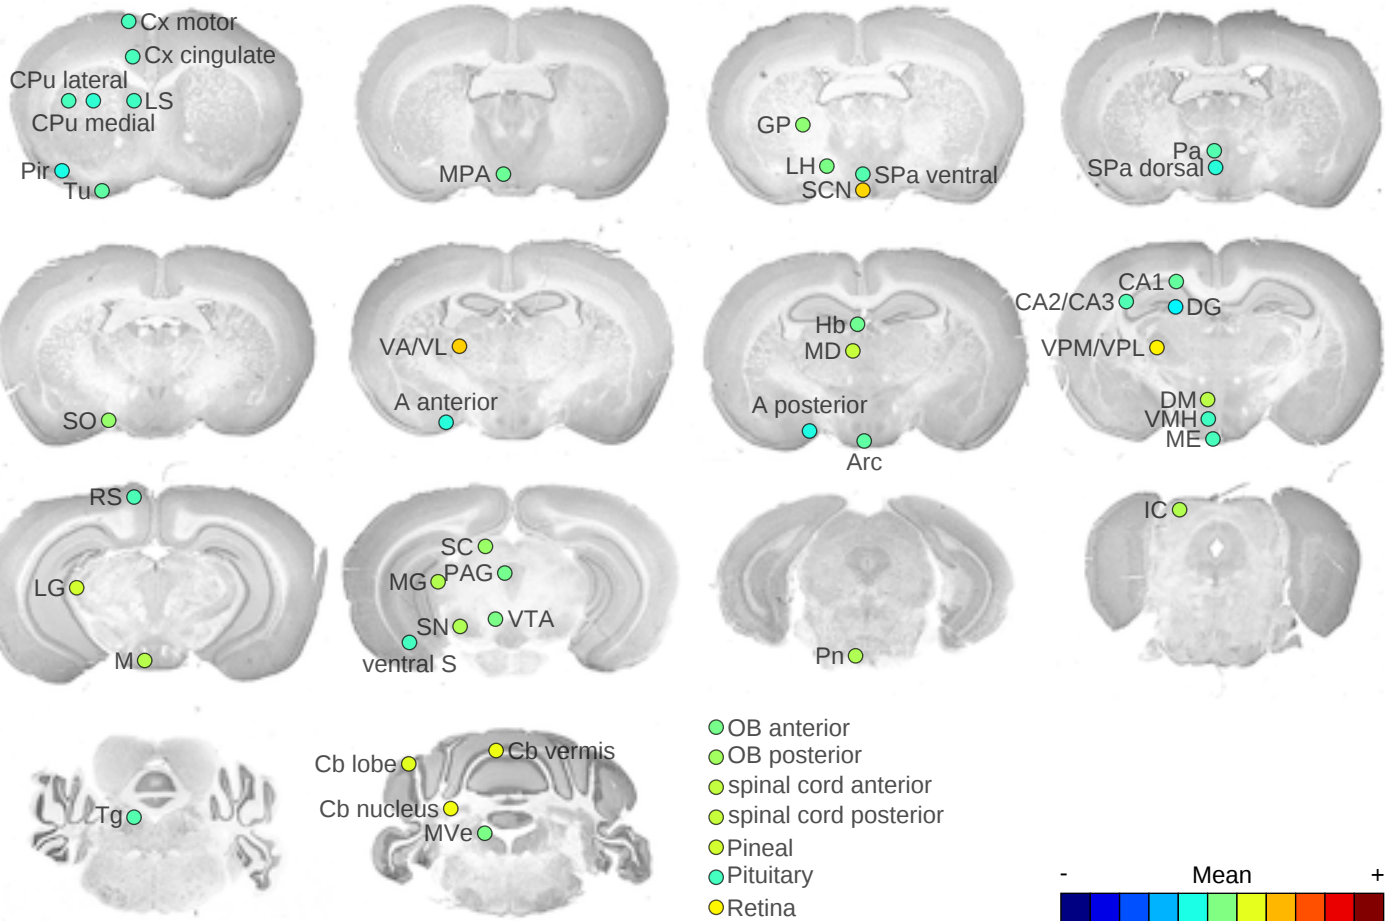 Cx motor
Cx cingulate
CPu lateral
LS
CPu medial
Pir
Tu
MPA
GP
LH
SPa ventral
SCN
Pa
SPa dorsal
SO
VA/VL
A anterior
Hb
MD
A posterior
Arc
CA1
CA2/CA3
DG
VPM/VPL
DM
VMH
ME
RS
LG
M
SC
PAG
MG
SN
VTA
ventral S
Pn
IC
Tg
Cb vermis
Cb lobe
Cb nucleus
MVe
OB anterior
OB posterior
spinal cord anterior
spinal cord posterior
Pineal
Pituitary
Retina
- Mean +